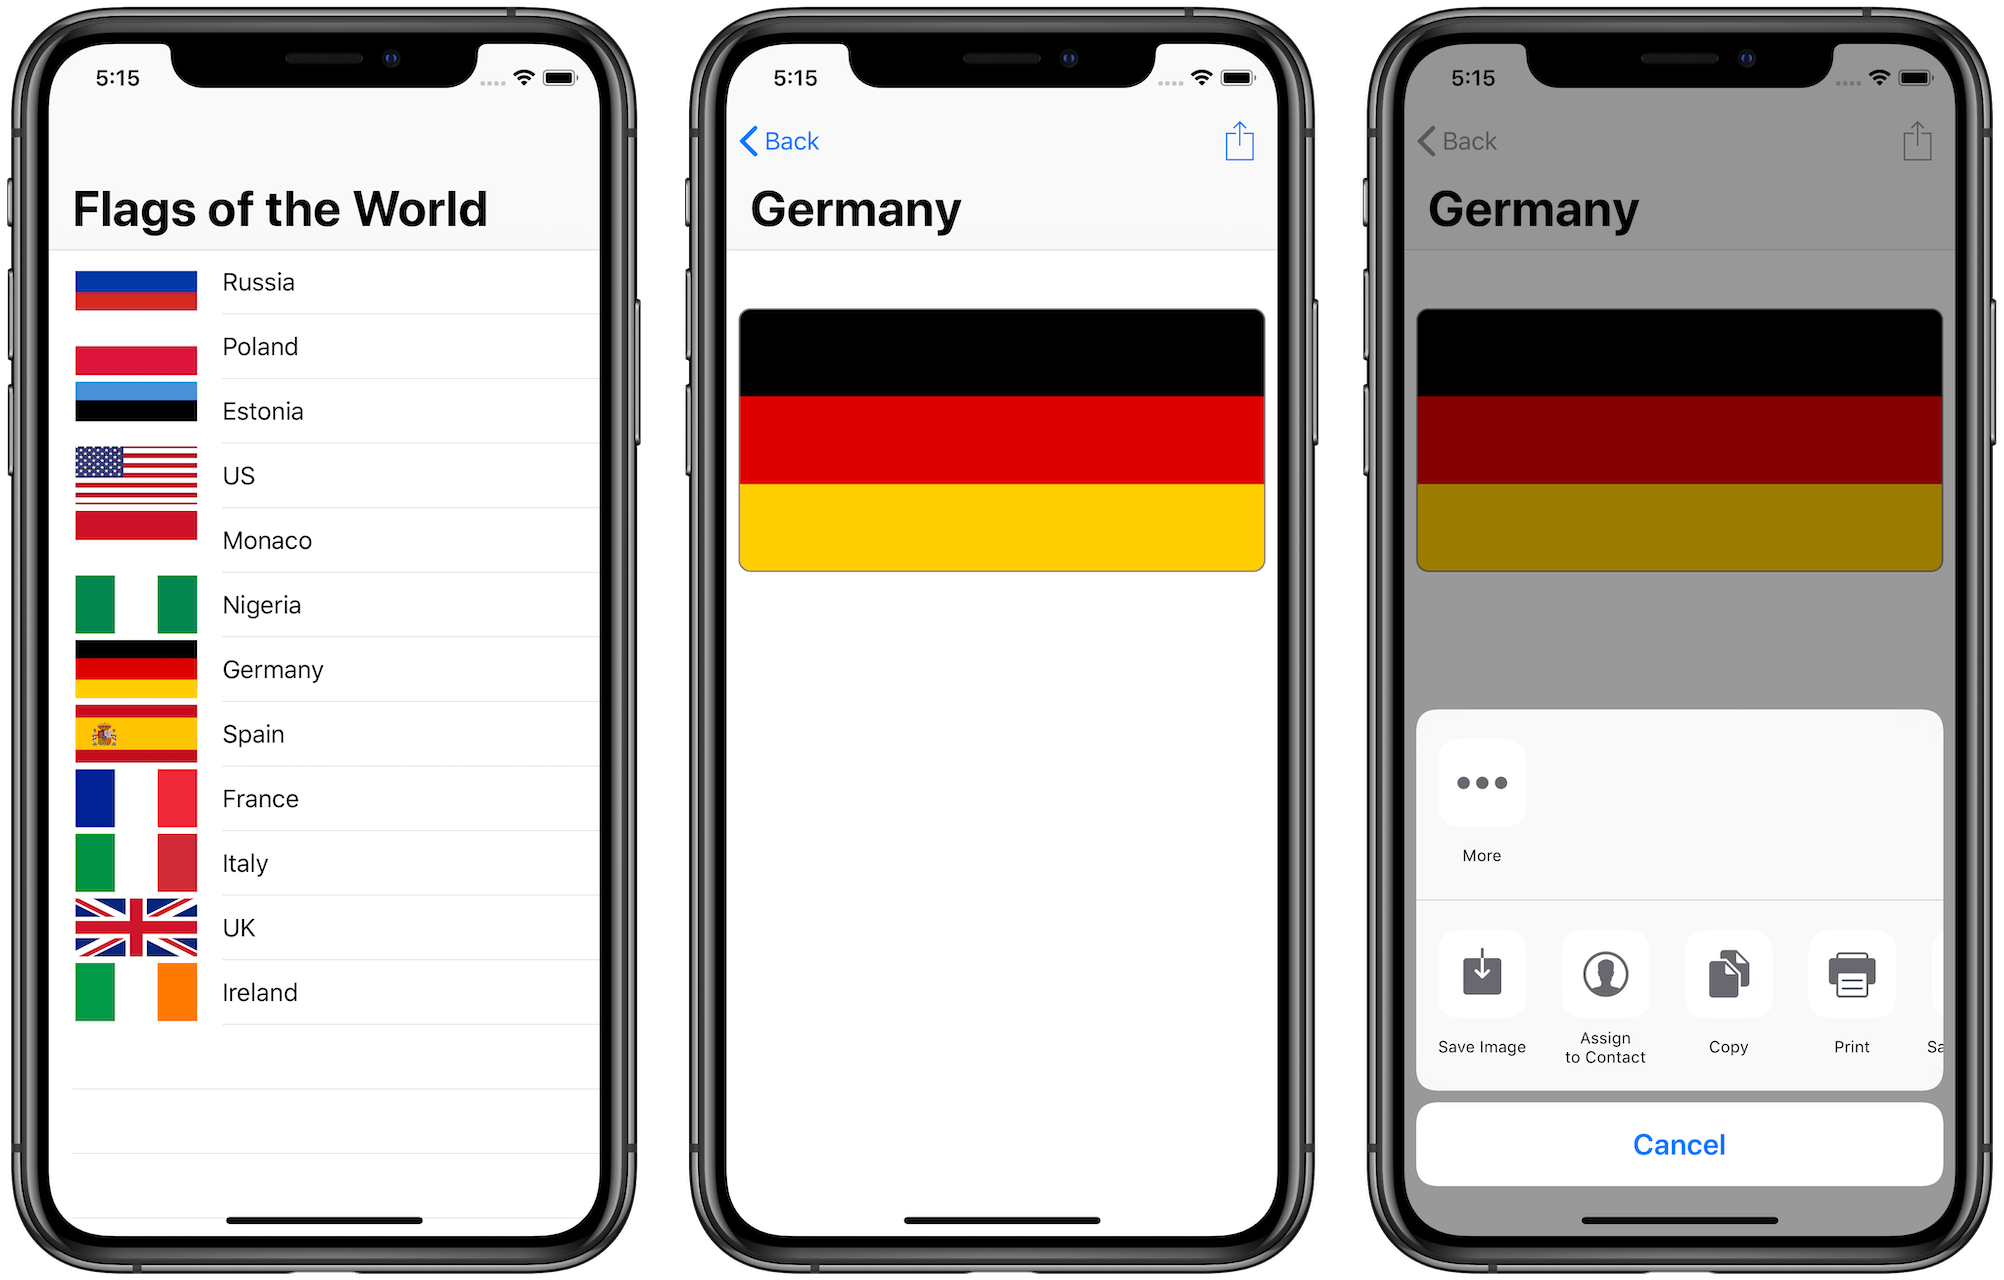 5:15
Flags of the World
Russia
Poland
Estonia
US
Monaco
Nigeria
Germany
Spain
France
Italy
UK
Ireland
5:15
Back
Germany
5:15
Back
Germany
More
Save Image
Assign
to Contact
Copy
Print
Sa
Cancel